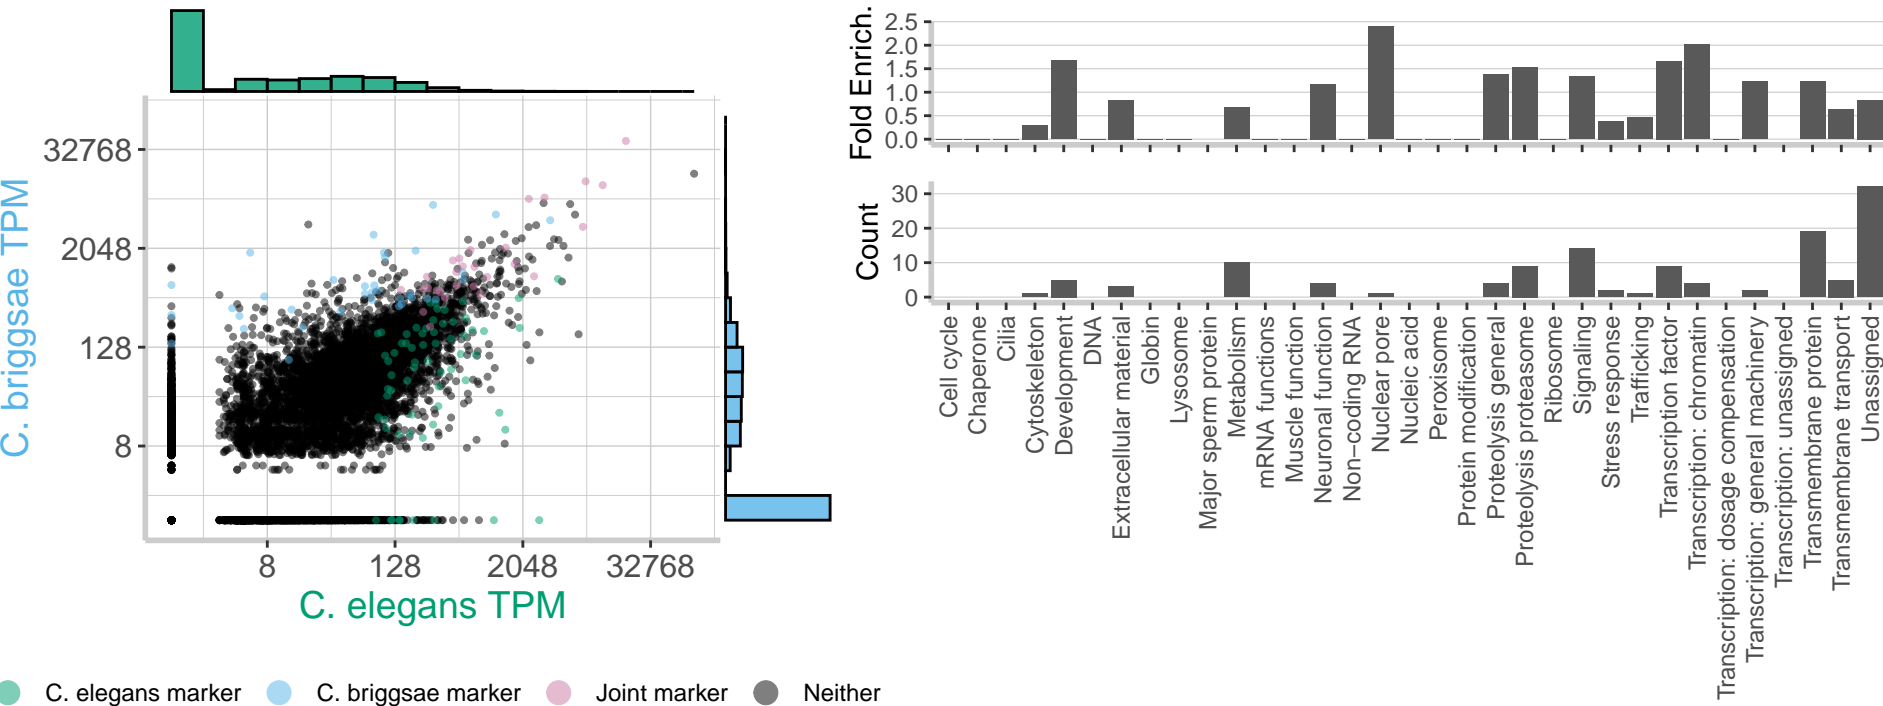 32768
2048
128
8
C. briggsae TPM
8
128
2048
32768
C. elegans TPM
C. elegans marker
C. briggsae marker
Joint marker
Neither
Fold Enrich.
2.5
2.0
1.5
1.0
0.5
0.0
Count
30
20
10
0
Cell cycle
Chaperone
Cilia
Cytoskeleton
Development
DNA
Extracellular material
Globin
Lysosome
Major sperm protein
Metabolism
mRNA functions
Muscle function
Neuronal function
Non−coding RNA
Nuclear pore
Nucleic acid
Peroxisome
Protein modification
Proteolysis general
Proteolysis proteasome
Ribosome
Signaling
Stress response
Trafficking
Transcription factor
Transcription: chromatin
Transcription: dosage compensation
Transcription: general machinery
Transcription: unassigned
Transmembrane protein
Transmembrane transport
Unassigned